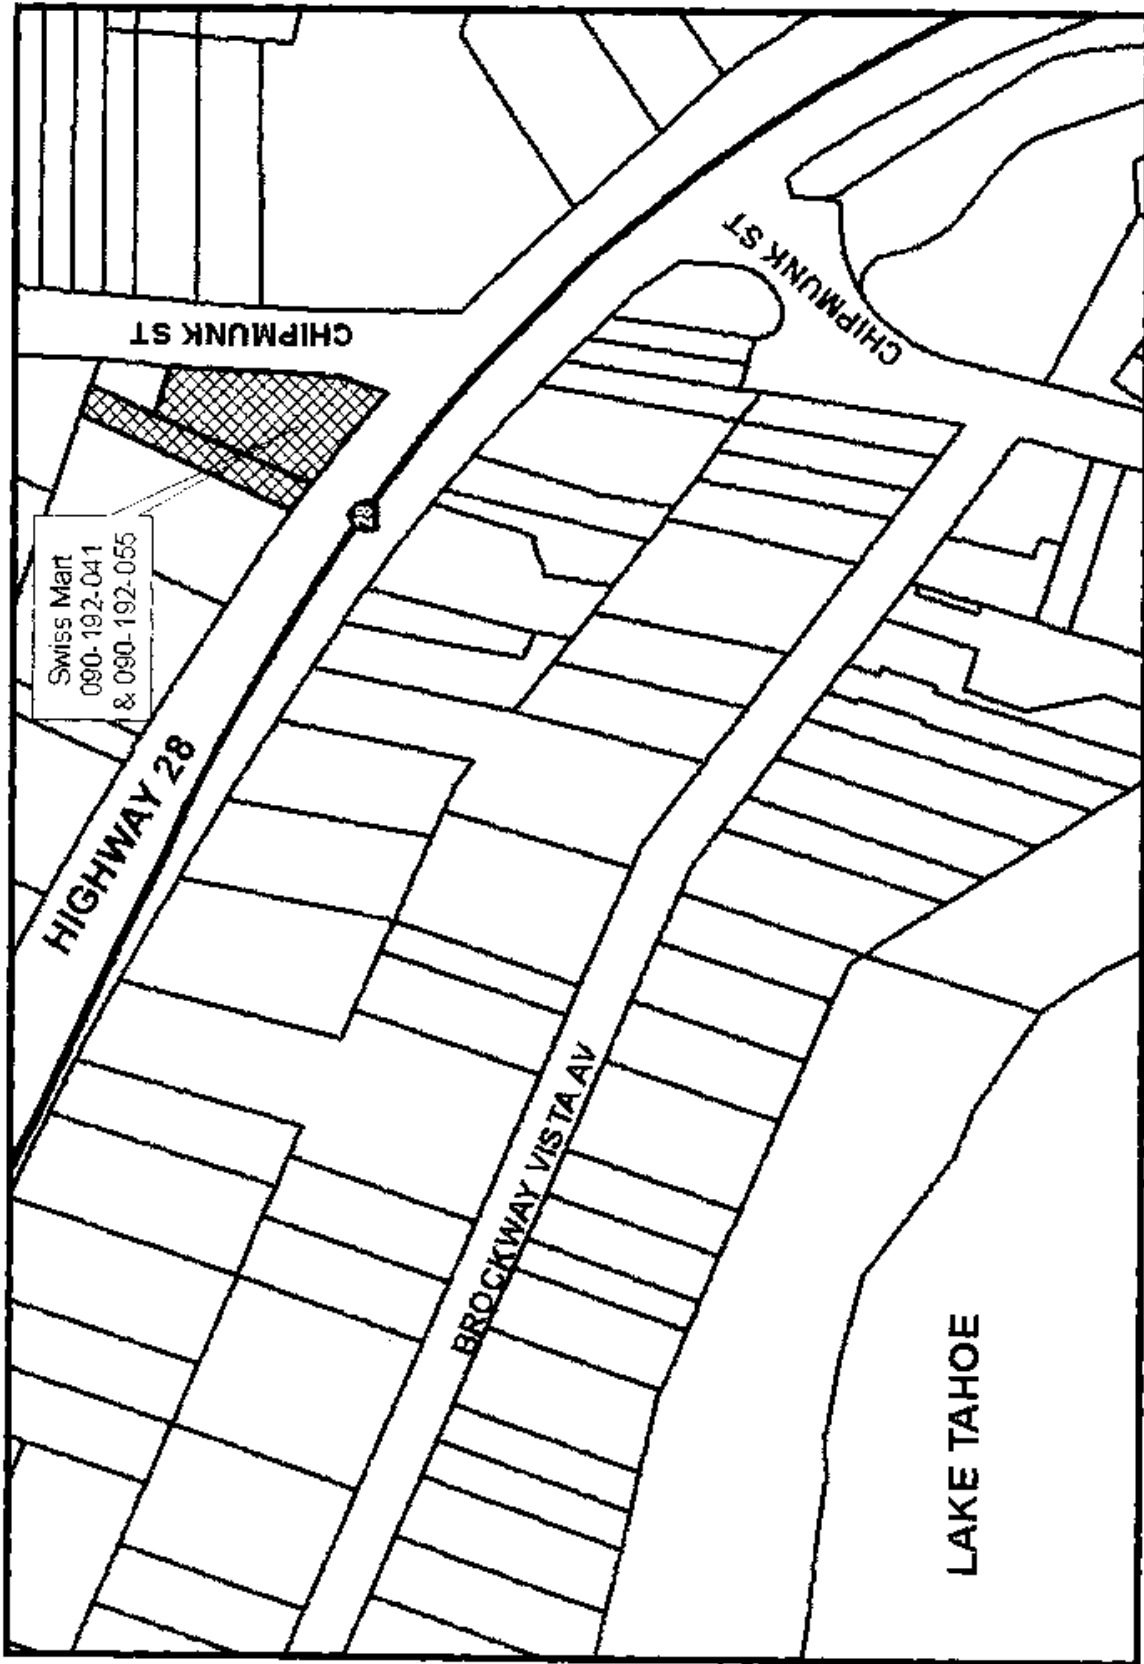 Swiss Mart
090-192-041
& 090-192-055
CHIPMUNK ST
HIGHWAY 28
28
CHIPMUNK ST
BROCKWAY VISTA AV
LAKE TAHOE